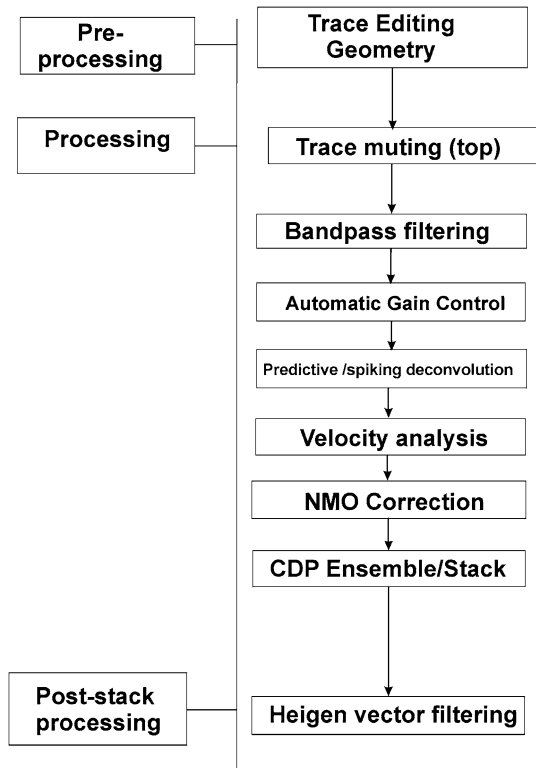 Pre-
processing
Trace Editing
Geometry
Processing
Trace muting (top)
Bandpass filtering
Automatic Gain Control
Predictive /spiking deconvolution
Velocity analysis
NMO Correction
CDP Ensemble/Stack
Post-stack
processing
Heigen vector filtering